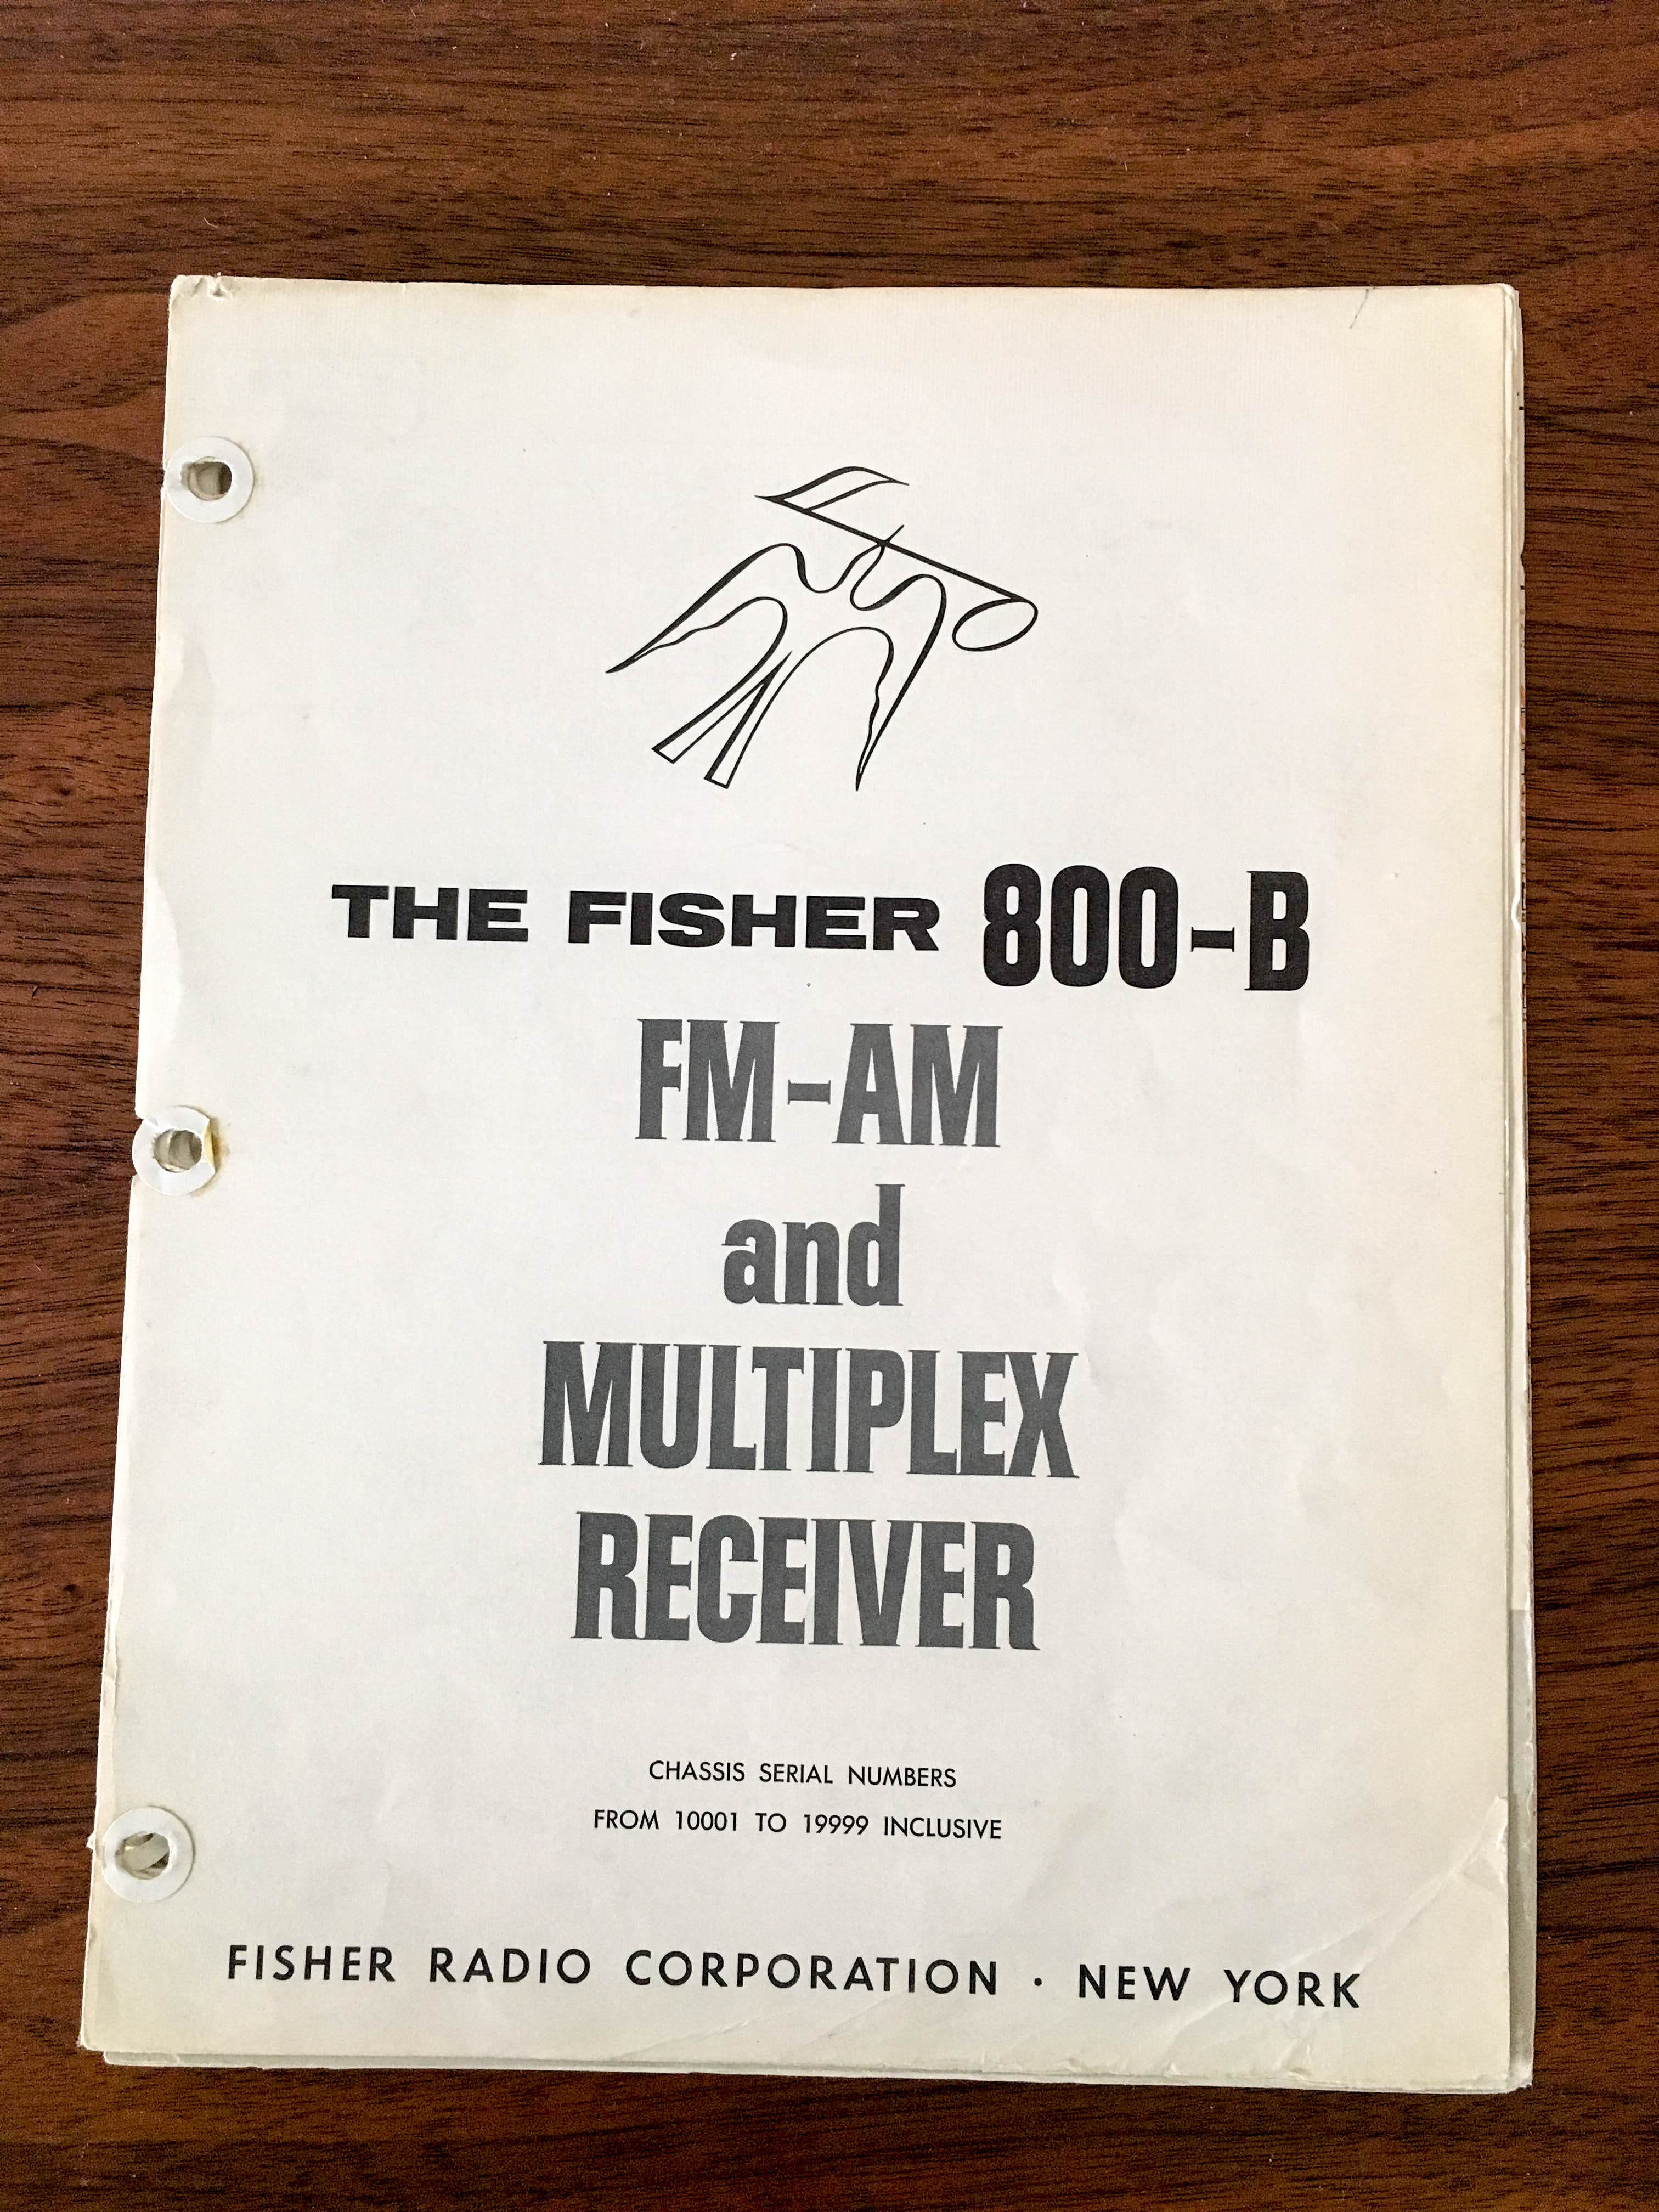 THE FISHER 800-B
FM-AM
and
MULTIPLEX
RECEIVER
CHASSIS SERIAL NUMBERS
FROM 10001 TO 19999 INCLUSIVE
FISHER RADIO CORPORATION · NEW YORK